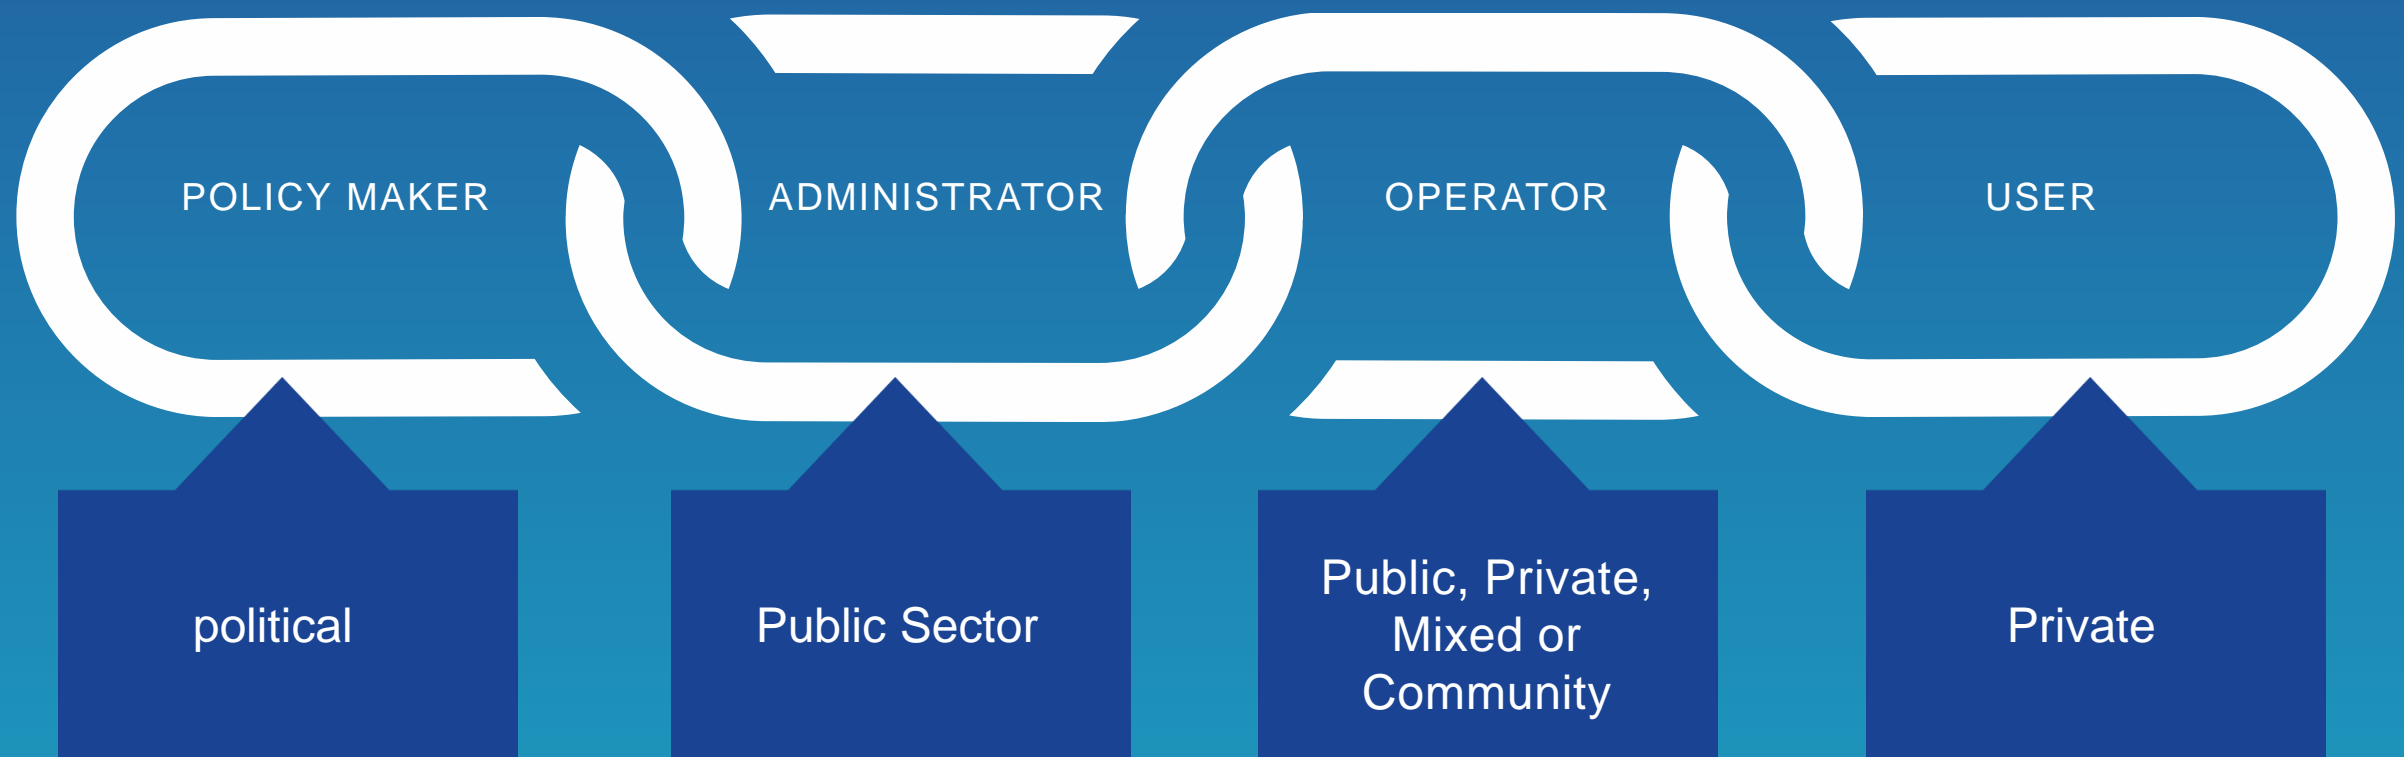 POLICY MAKER
ADMINISTRATOR
OPERATOR
USER
political
Public Sector
Public, Private,
Mixed or
Community
Private